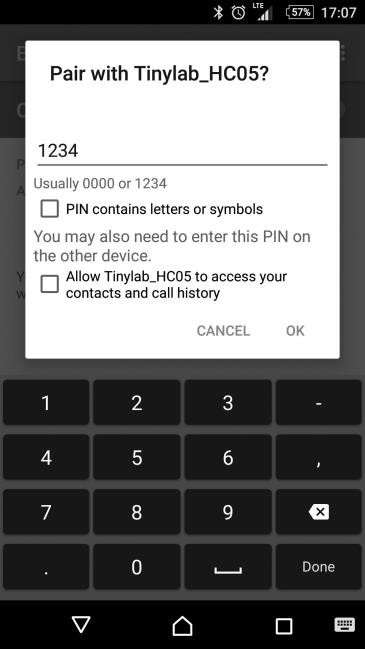 LTE 57% 17:07
Pair with Tinylab_HC05?
1234
Usually 0000 or 1234
PIN contains letters or symbols
You may also need to enter this PIN on
the other device.
Allow Tinylab_HC05 to access your
contacts and call history
CANCEL OK
1 2 3 -
4 5 6 ,
7 8 9
. 0 Done